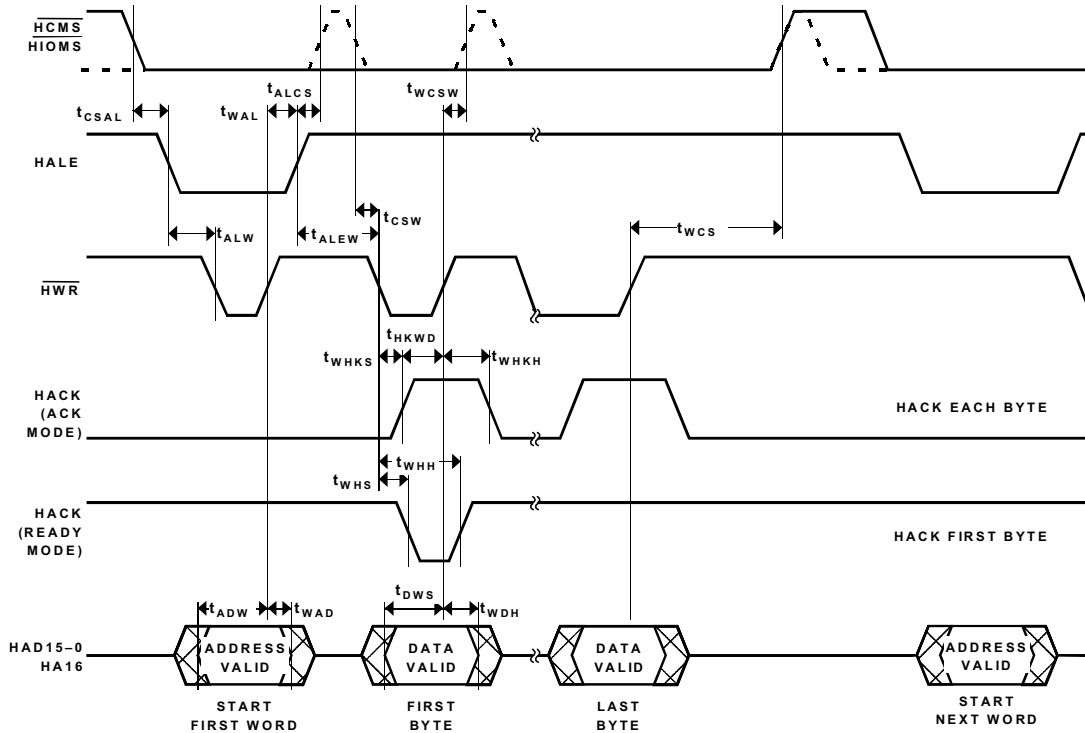 HCMS
HIOMS
tALCS
tWCSW
tCSAL
tWAL
HALE
tCSW
tALW
tALEW
tWCS
HWR
tHKWD
tWHKS
tWHKH
HACK
(ACK
MODE)
HACK EACH BYTE
tWHH
tWHS
HACK
(READY
MODE)
HACK FIRST BYTE
tADW
tWAD
tDWS
tWDH
HAD15–0
HA16
ADDRESS
VALID
DATA
VALID
DATA
VALID
ADDRESS
VALID
START
FIRST WORD
FIRST
BYTE
LAST
BYTE
START
NEXT WORD